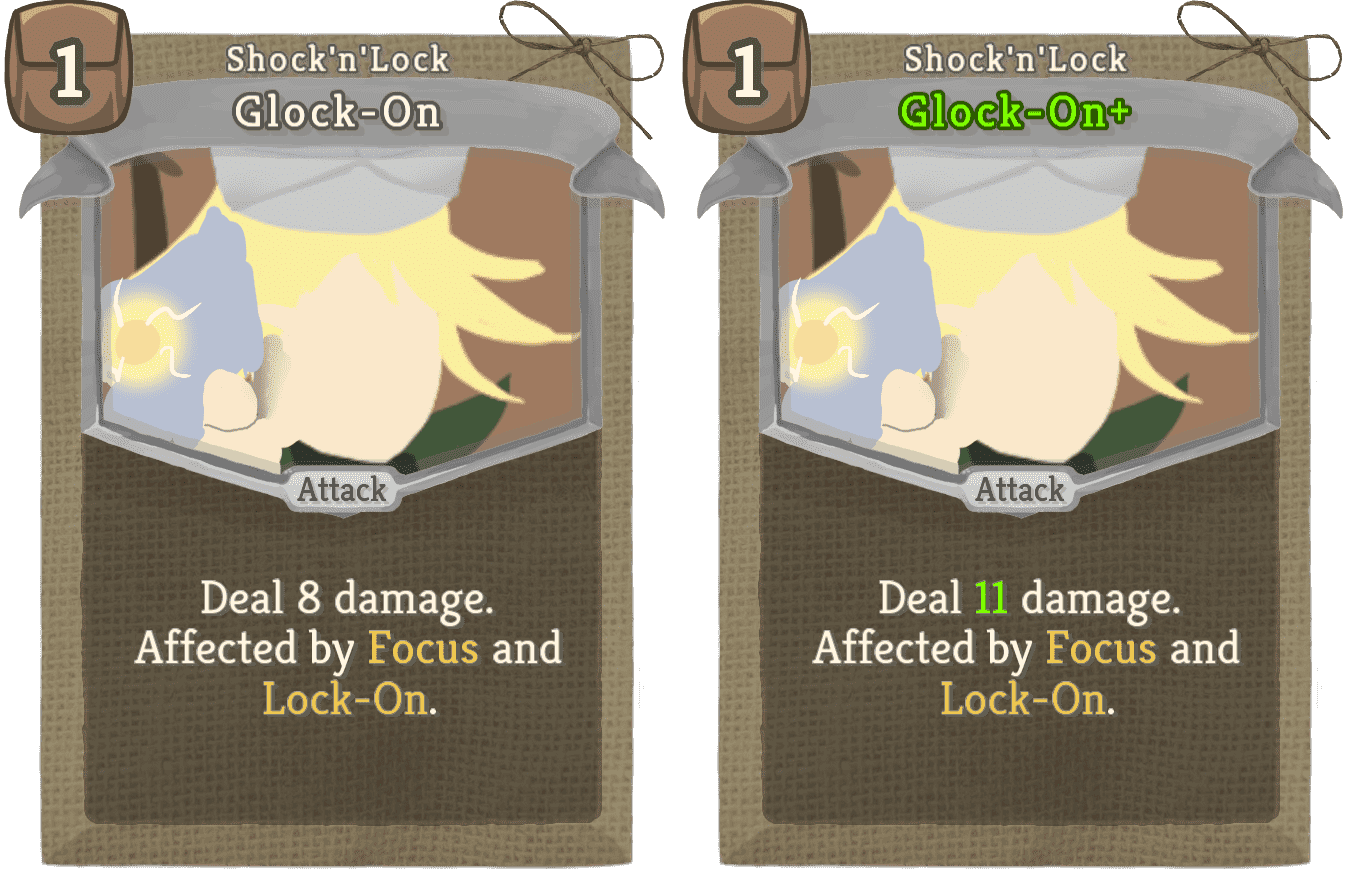 1
Shock'n'Lock
Glock-On
Attack
Deal 8 damage.
Affected by Focus and
Lock-On.
1
Shock'n'Lock
Glock-On+
Attack
Deal 11 damage.
Affected by Focus and
Lock-On.